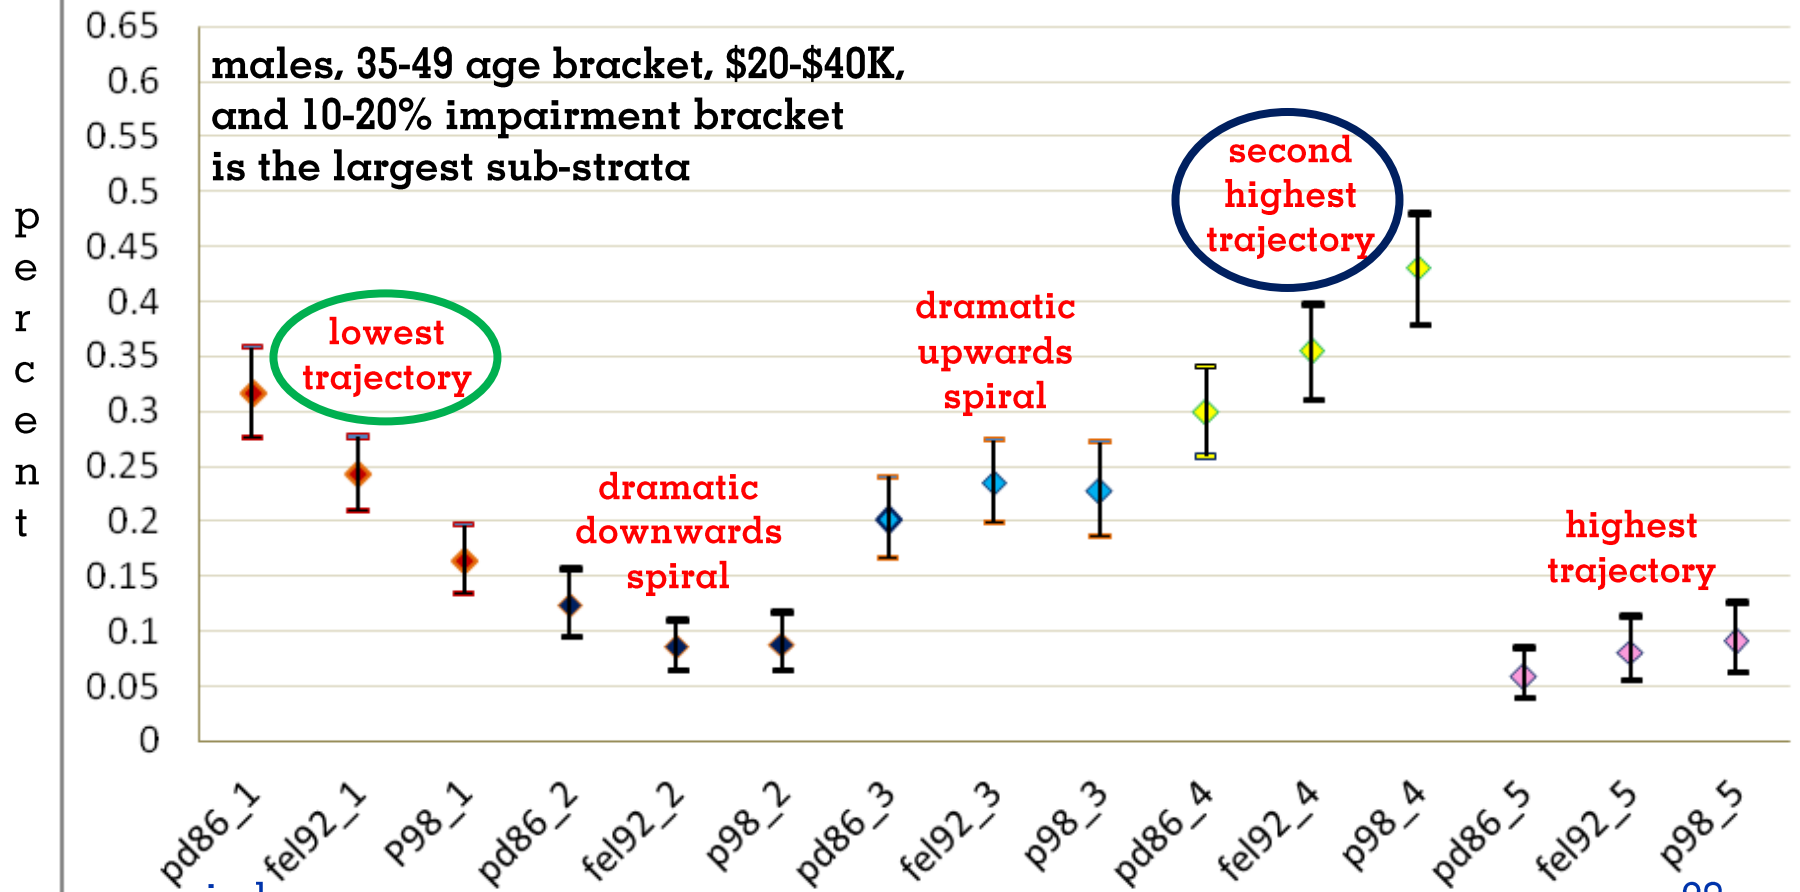 0.65
0.6
0.55
0.5
0.45
0.4
0.35
0.3
0.25
0.2
0.15
0.1
0.05
0
percent
males, 35-49 age bracket, $20-$40K,
and 10-20% impairment bracket
is the largest sub-strata
lowest
trajectory
dramatic
downwards
spiral
dramatic
upwards
spiral
second
highest
trajectory
highest
trajectory
pd86_1
fel92_1
P98_1
pd86_2
fel92_2
p98_2
pd86_3
fel92_3
p98_3
pd86_4
fel92_4
p98_4
pd86_5
fel92_5
p98_5